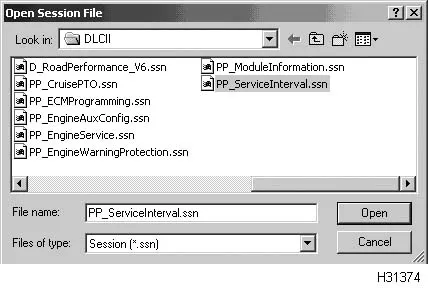 Open Session File
Look in: DLCII
D_RoadPerformance_V6.ssn
PP_CruisePTO.ssn
PP_ECMProgramming.ssn
PP_EngineAuxConfig.ssn
PP_EngineService.ssn
PP_EngineWarningProtection.ssn
PP_ModuleInformation.ssn
PP_ServiceInterval.ssn
File name: PP_ServiceInterval.ssn Open
Files of type: Session (*.ssn) Cancel
H31374